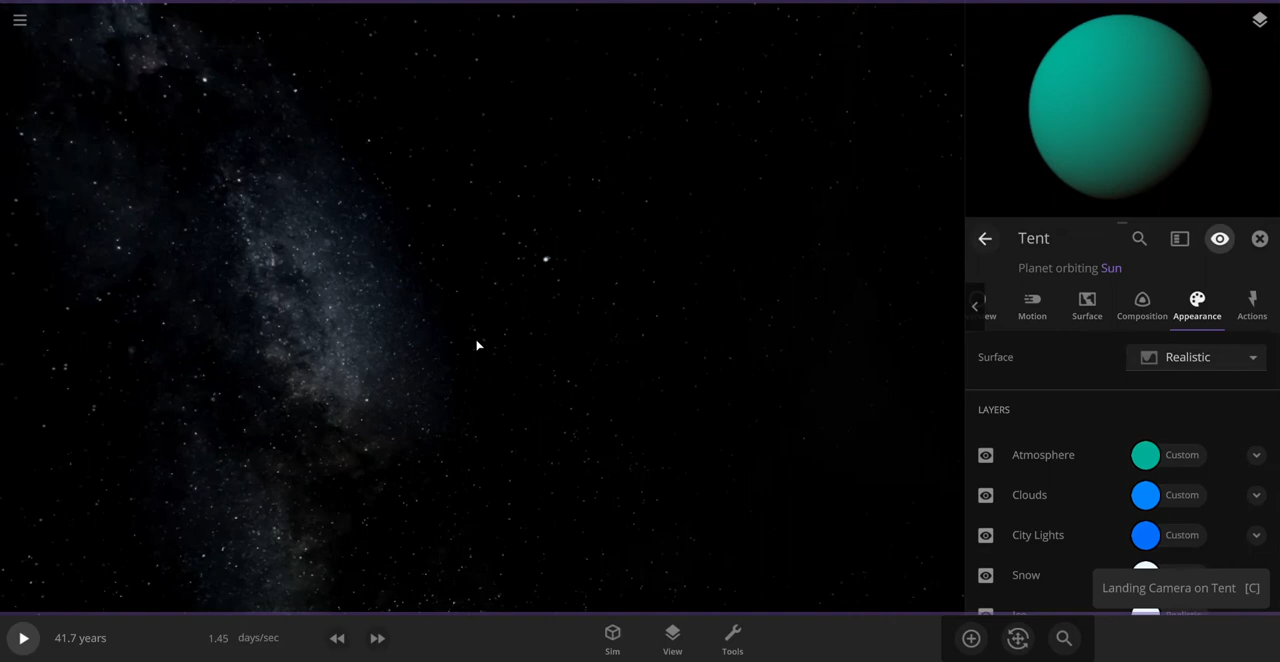 Tent
Planet orbiting Sun
ew Motion Surface Composition Appearance Actions
Surface Realistic
LAYERS
Atmosphere Custom
Clouds Custom
City Lights Custom
Snow
Landing Camera on Tent [C]
41.7 years 1.45 days/sec
Sim View Tools